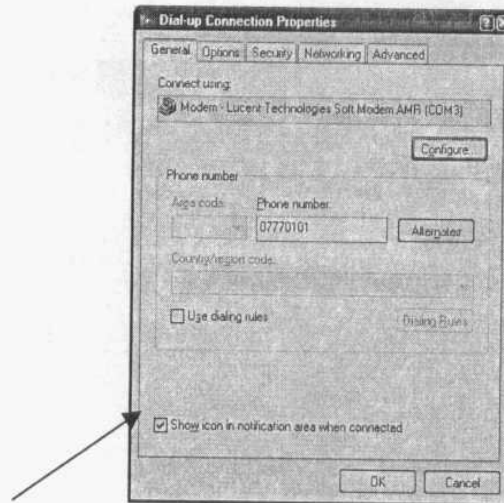 Dial-up Connection Properties
General Options Security Networking Advanced
Connect using:
Modem - Lucent Technologies Soft Modem AMR (COM3)
Configure...
Phone number
Area code: Phone number:
07770101 Alternates
Country/region code:
Use dialing rules Dialing Rules
Show icon in notification area when connected
OK Cancel